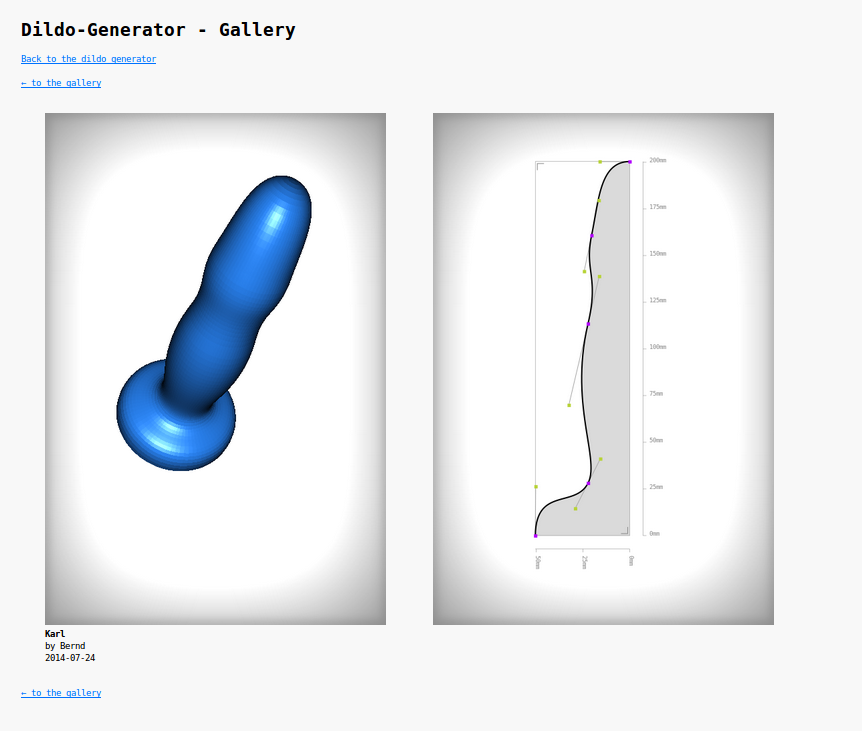 Dildo-Generator - Gallery
Back to the dildo generator
← to the gallery
200mm
175mm
150mm
125mm
100mm
75mm
50mm
25mm
0mm
50mm
25mm
0mm
Karl
by Bernd
2014-07-24
← to the gallery